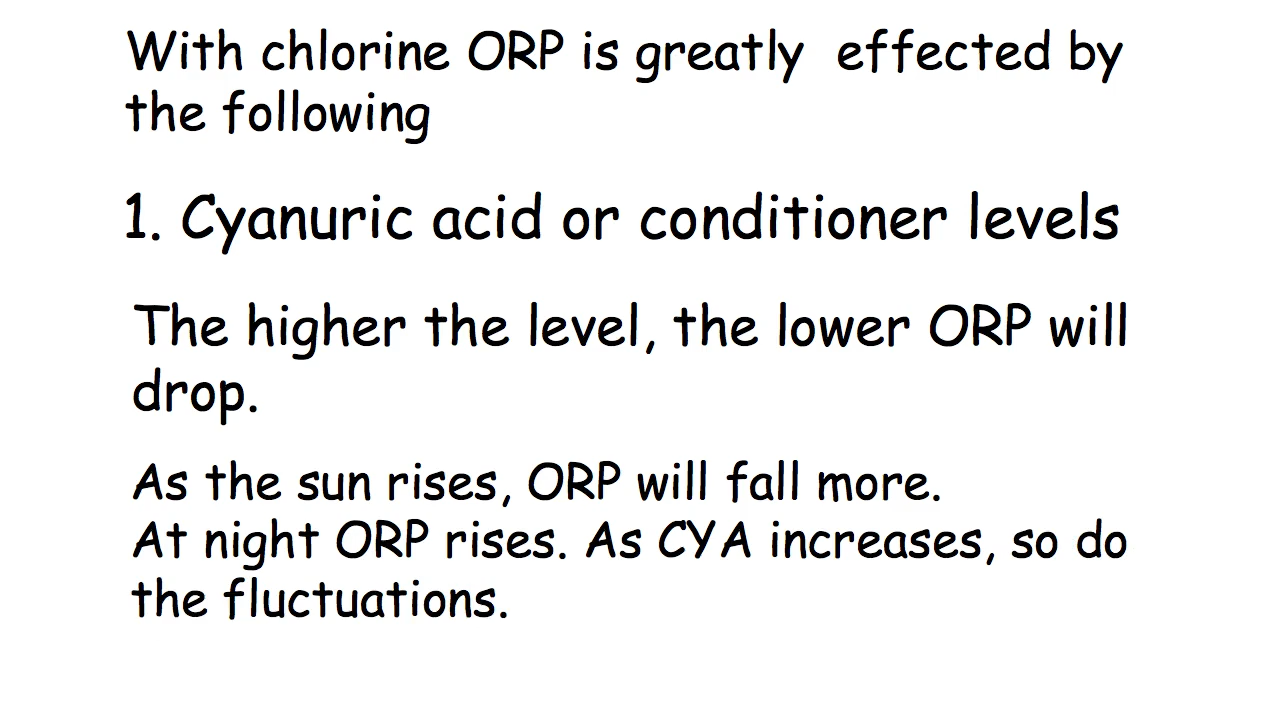 With chlorine ORP is greatly  effected by
the following
1. Cyanuric acid or conditioner levels
The higher the level, the lower ORP will
drop.
As the sun rises, ORP will fall more.
At night ORP rises. As CYA increases, so do
the fluctuations.